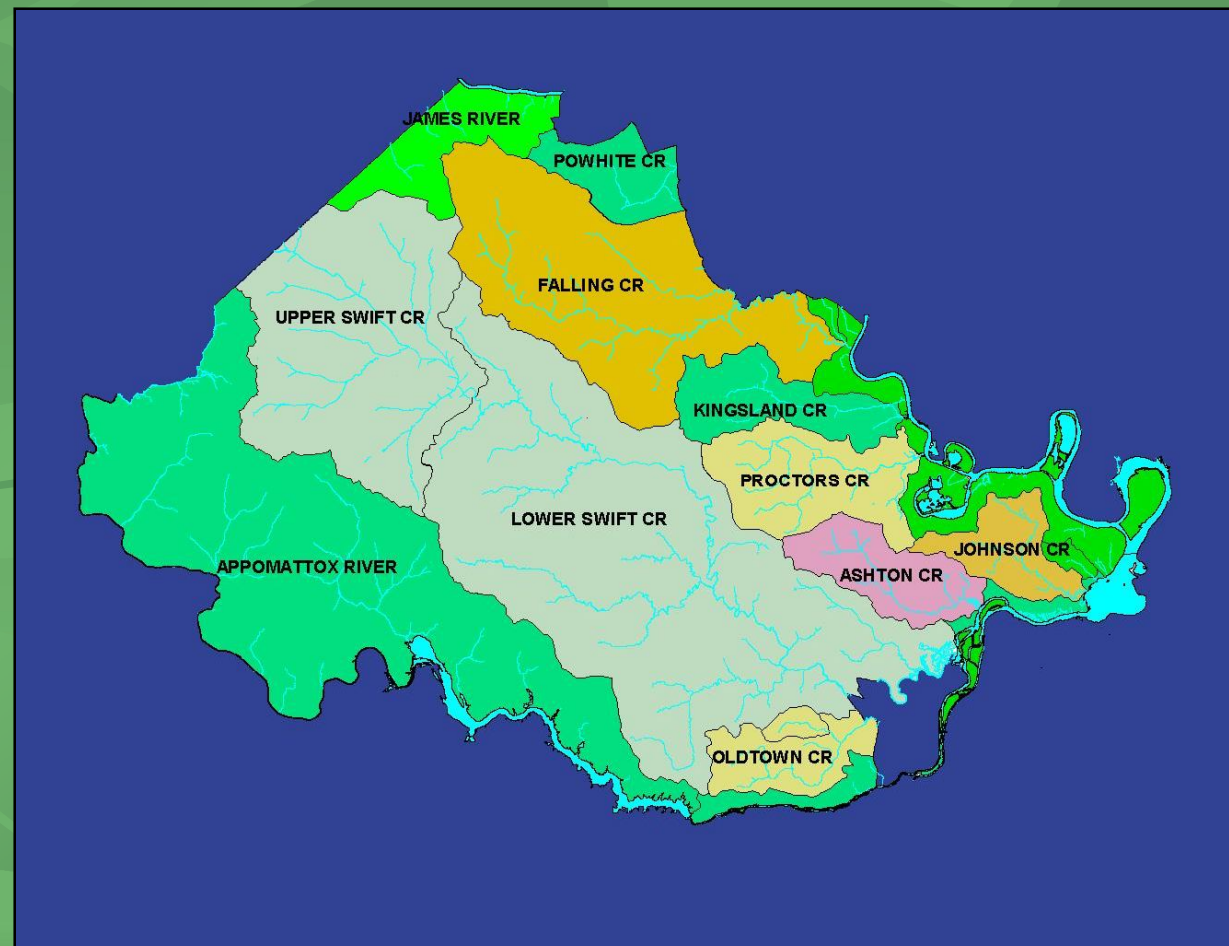 JAMES RIVER
POWHITE CR
FALLING CR
UPPER SWIFT CR
KINGSLAND CR
PROCTORS CR
LOWER SWIFT CR
JOHNSON CR
APPOMATTOX RIVER
ASHTON CR
OLDTOWN CR